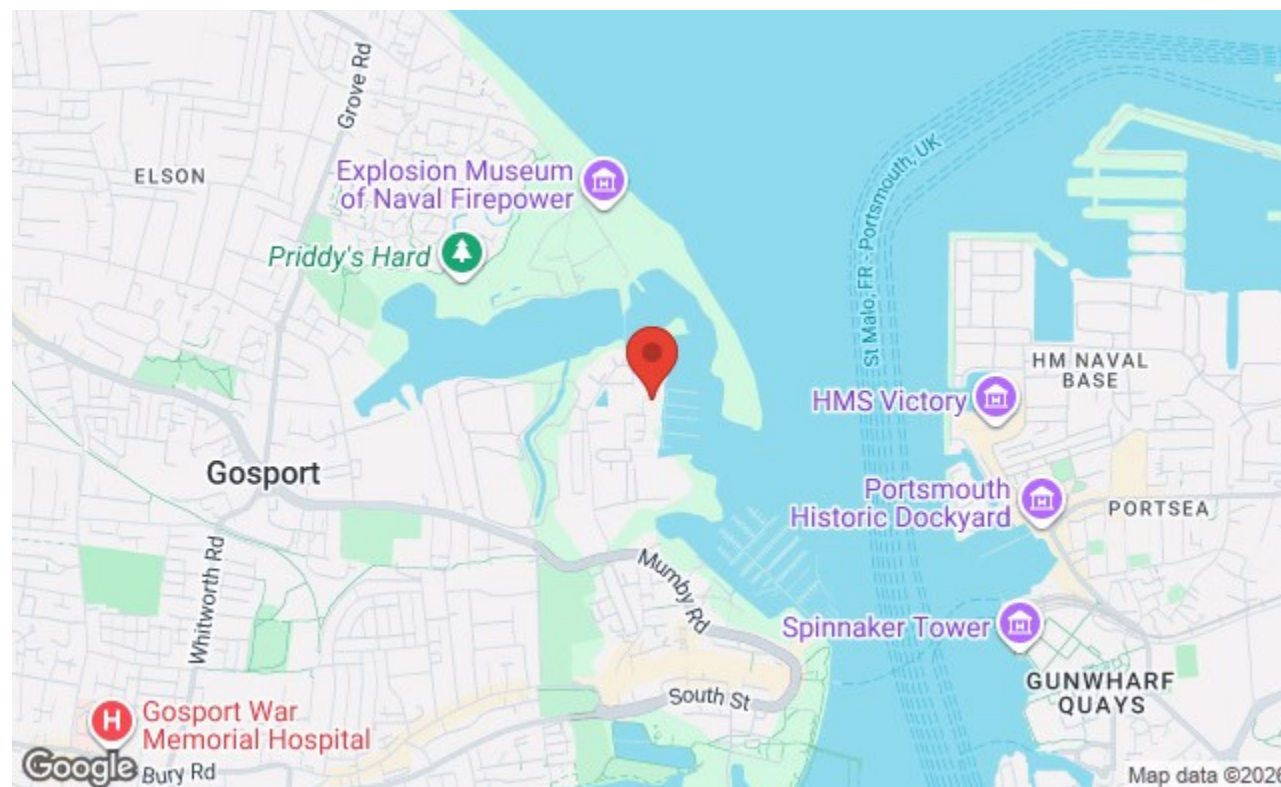 Grove Rd
ELSON
Explosion Museum
of Naval Firepower
Priddy's Hard
St Malo, FR - Portsmouth, UK
HM NAVAL
BASE
HMS Victory
Gosport
Portsmouth
Historic Dockyard
PORTSEA
Whitworth Rd
Mumby Rd
Spinnaker Tower
South St
GUNWHARF
QUAYS
H
Gosport War
Memorial Hospital
Google
Bury Rd
Map data ©2026